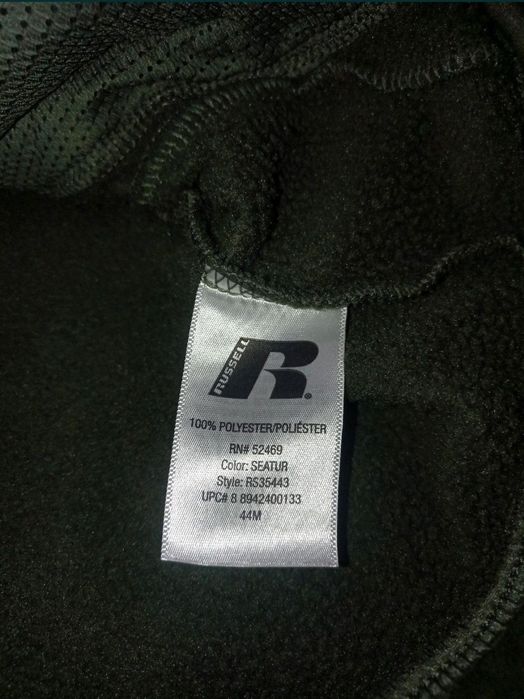 RUSSELL
R®
100% POLYESTER/POLIÉSTER
RN# 52469
Color: SEATUR
Style: RS35443
UPC# 8 8942400133
44M